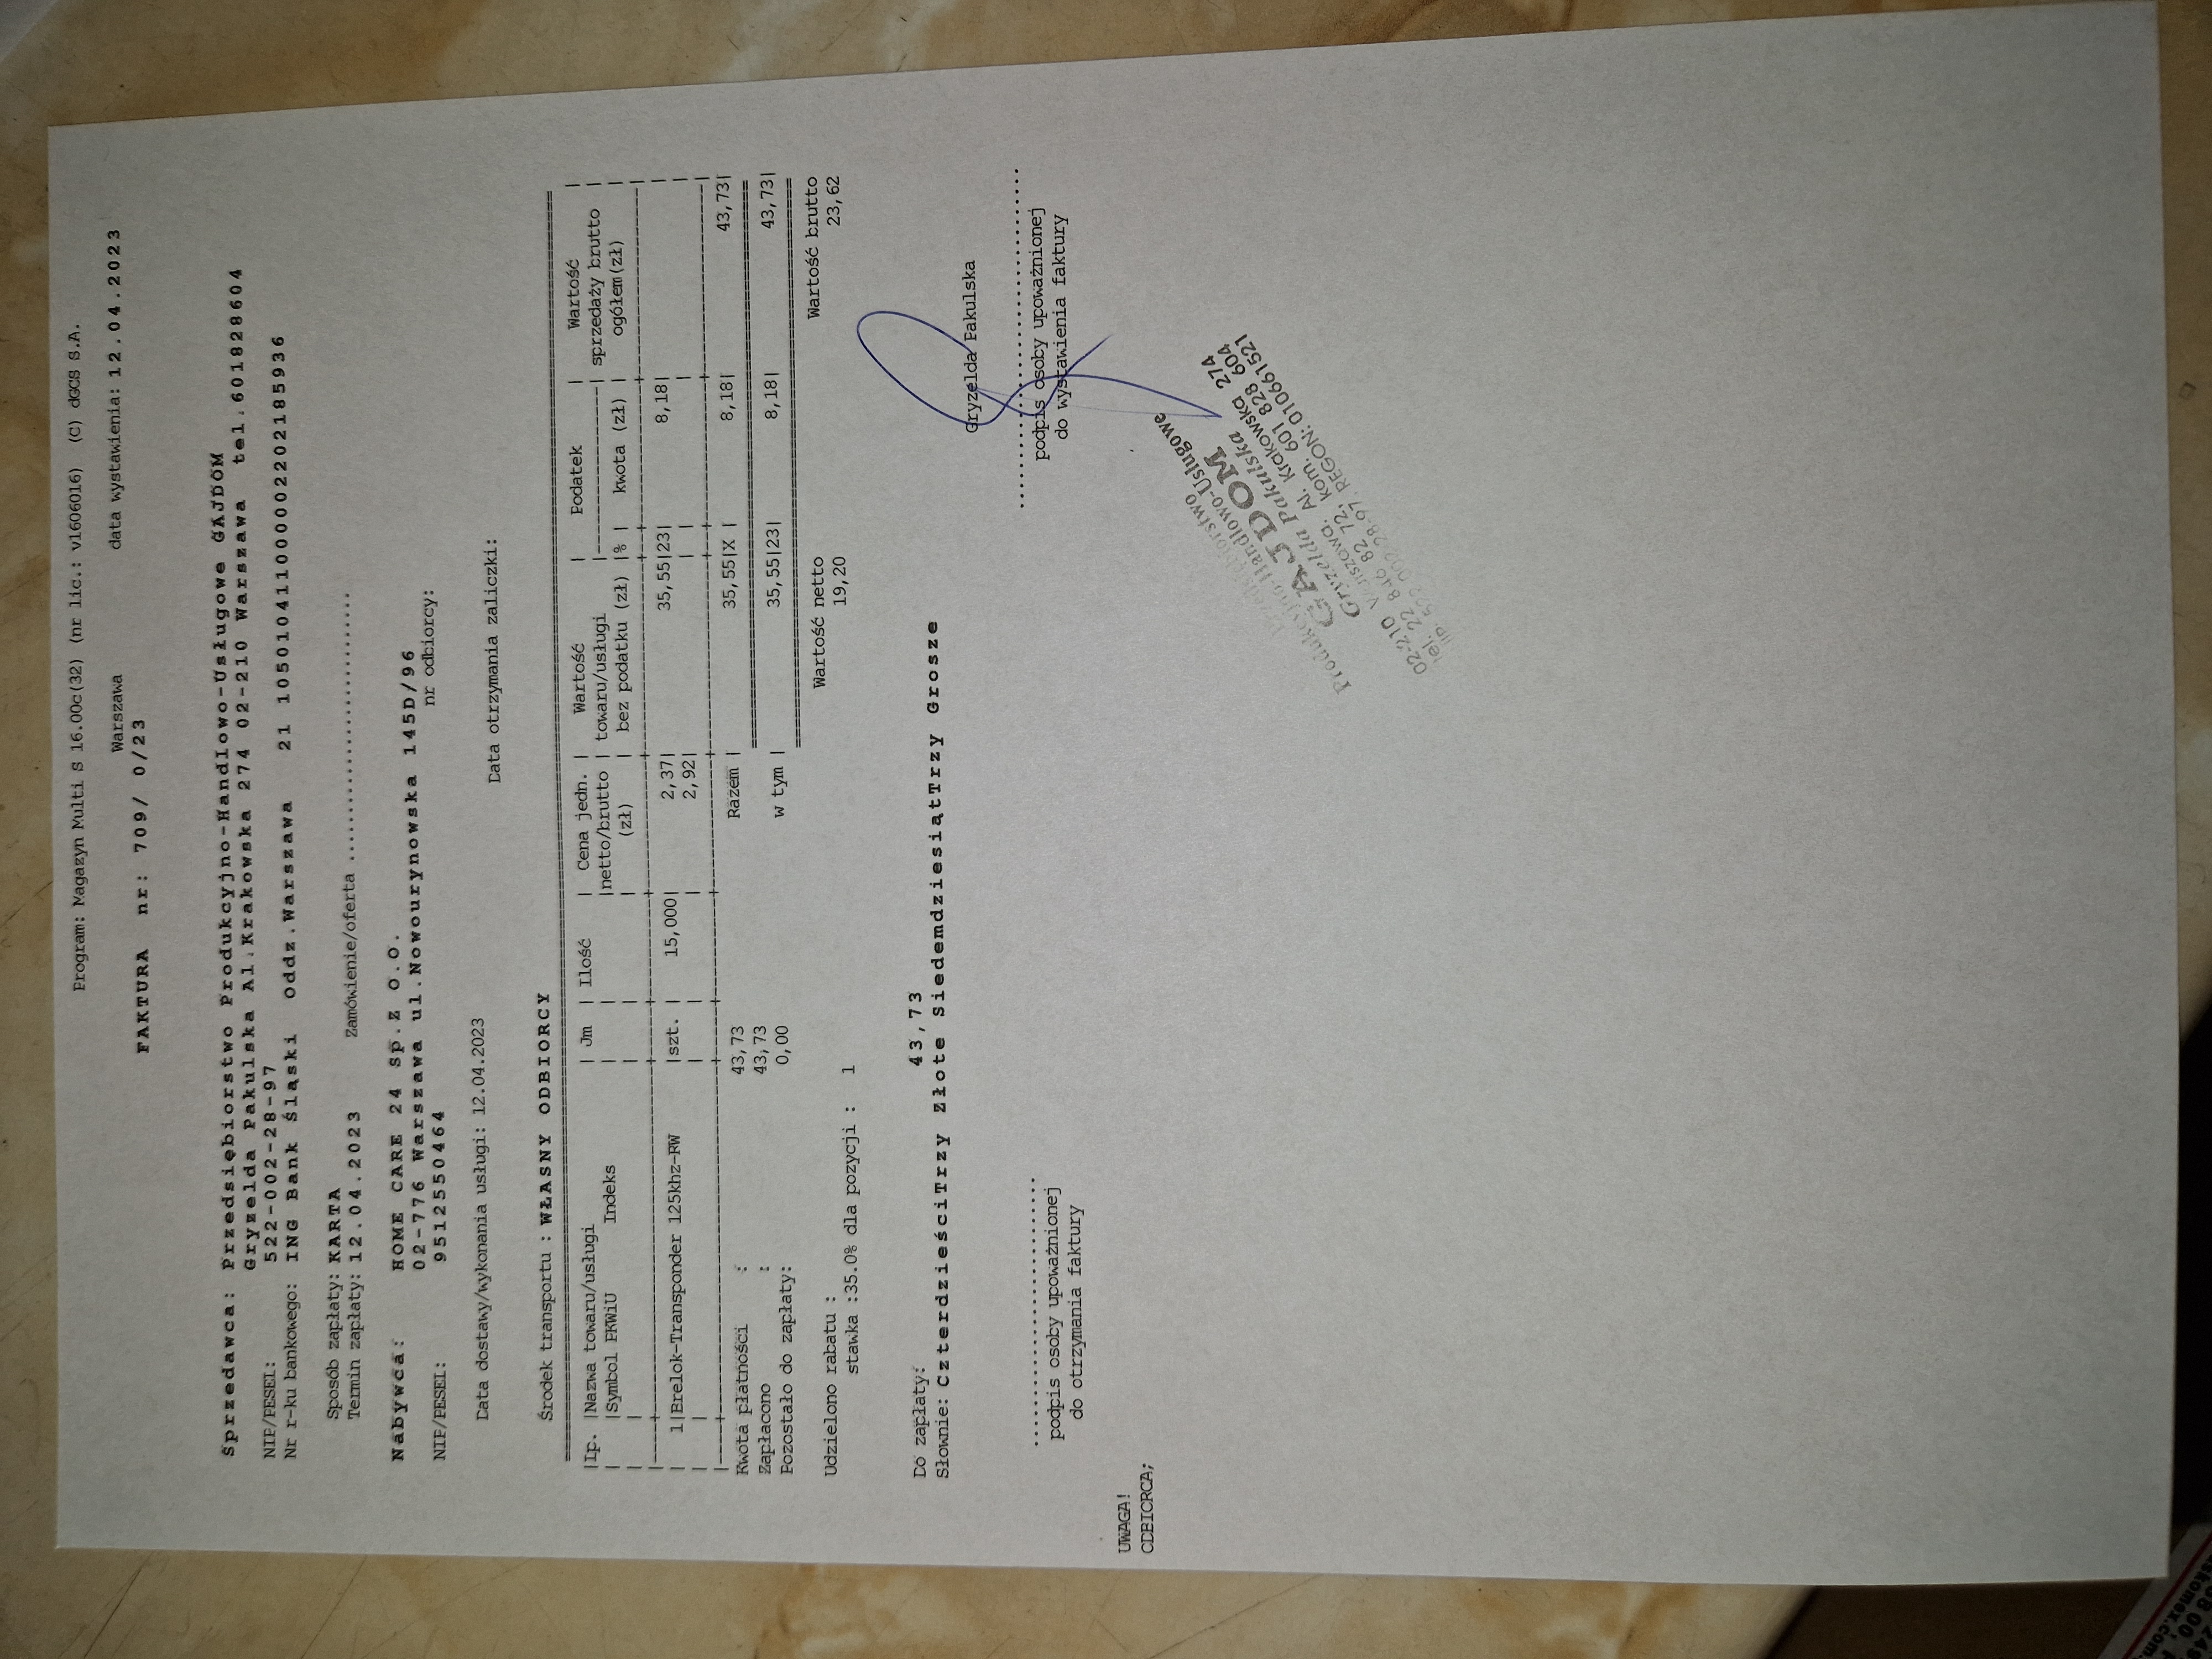 Program: Magazyn Multi S 16.00c(32) (nr lic.: v1606016) (C) dGCS S.A.
Warszawa data wystawienia: 12.04.2023
FAKTURA nr: 709/ 0/23
Sprzedawca: Przedsiębiorstwo Produkcyjno-Handlowo-Usługowe GAJDOM
Gryzelda Pakulska Al.Krakowska 274 02-210 Warszawa tel.601828604
NIP/PESEL: 522-002-28-97
Nr r-ku bankowego: ING Bank Śląski Oddz.Warszawa 21 105010411000002202185936
Sposób zapłaty: KARTA
Termin zapłaty: 12.04.2023 Zamówienie/oferta ...........................
Nabywca: HOME CARE 24 Sp.Z O.O.
02-776 Warszawa ul.Nowourynowska 145D/96
NIP/PESEL: 9512550464 nr odbiorcy:
Data dostawy/wykonania usługi: 12.04.2023
Data otrzymania zaliczki:
Środek transportu : WŁASNY ODBIORCY
|Lp. |Nazwa towaru/usługi | Jm | Ilość | Cena jedn. | Wartość | Podatek | Wartość |
| |Symbol PKWiU Indeks | | |netto/brutto | towaru/usługi |----------------| sprzedaży brutto |
| | | | | (zł) | bez podatku (zł) |% | kwota (zł) | ogółem(zł) |
| 1|Brelok-Transponder 125khz-RW |szt. | 15,000| 2,37| 35,55|23| 8,18| |
| | | | | 2,92| | | | |
Kwota płatności : 43,73 Razem | 35,55|X | 8,18| 43,73|
Zapłacono : 43,73
Pozostało do zapłaty: 0,00 w tym | 35,55|23| 8,18| 43,73|
Wartość netto Wartość brutto
Udzielono rabatu : 19,20 23,62
stawka :35.0% dla pozycji : 1
Do zapłaty: 43,73
Słownie: CzterdzieściTrzy Złote SiedemdziesiątTrzy Grosze
Gryzelda Pakulska
........................... ..................................
podpis osoby upoważnionej podpis osoby upoważnionej
do otrzymania faktury do wystawienia faktury
UWAGA!
ODBIORCA;
Produkcyjno-Handlowo-Usługowe
GAJDOM
Gryzelda Pakulska
02-210 Warszawa, Al. Krakowska 274
tel. 22 846 82 72, kom. 601 828 604
nip. 522-002-28-97, REGON: 010661521